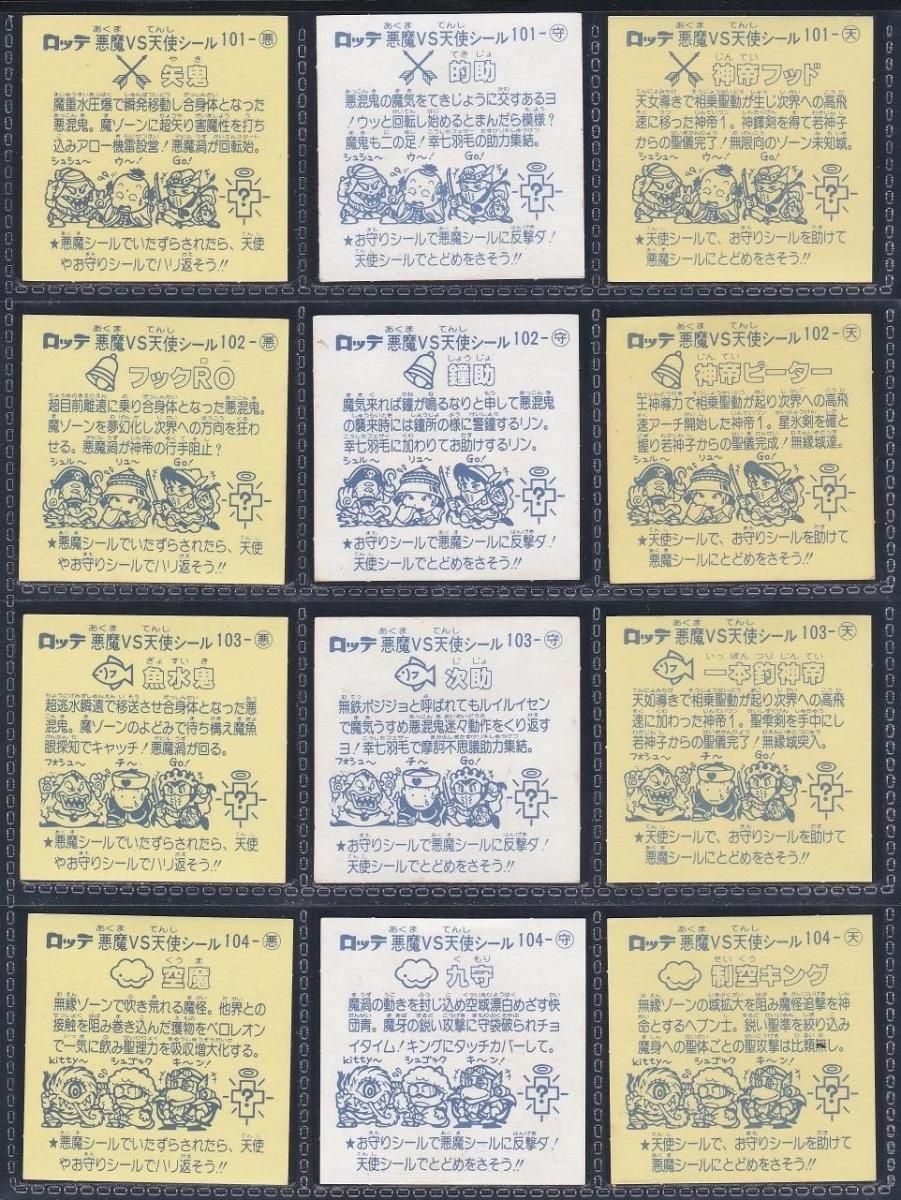 ロッテ 悪魔VS天使シール 101-悪
矢鬼
魔重水圧爆で瞬発移動し合身体となった
悪混鬼。魔ゾーンに超矢り害魔性を打ち
込みアロー機雷設営!悪魔渦が回転始。
シュシュ〜 ウ〜! Go!
★悪魔シールでいたずらされたら、天使
やお守りシールでハリ返そう!!
ロッテ 悪魔VS天使シール 101-守
的助
悪混鬼の魔気をてきじょうに交すあるヨ
!ウッと回転し始めるとまんだら模様?
魔鬼も二の足!幸七羽毛の助力集結。
シュシュ〜 ウ〜! Go!
★お守りシールで悪魔シールに反撃ダ!
天使シールでとどめをさそう!!
ロッテ 悪魔VS天使シール 101-天
神帝フッド
天女導きで相乗聖動が生じ次界への高飛
速に移った神帝1。神鐸剣を得て若神子
からの聖儀完了!無限向のゾーン未知域。
シュシュ〜 ウ〜! Go!
★天使シールで、お守りシールを助けて
悪魔シールにとどめをさそう!!
ロッテ 悪魔VS天使シール 102-悪
フックRO
超目前離遠に乗り合身体となった悪混鬼。
魔ゾーンを夢幻化し次界への方向を狂わ
せる。悪魔渦が神帝の行手阻止?
シュル〜 リュ〜 Go!
★悪魔シールでいたずらされたら、天使
やお守りシールでハリ返そう!!
ロッテ 悪魔VS天使シール 102-守
鐘助
魔気来れば鐘が鳴るなりと申して悪混鬼
の襲来時には鐘所の様に警鐘するリン。
幸七羽毛に加わりてお助けするリン。
シュル〜 リュ〜 Go!
★お守りシールで悪魔シールに反撃ダ!
天使シールでとどめをさそう!!
ロッテ 悪魔VS天使シール 102-天
神帝ピーター
王神導力で相乗聖動が起り次界への高飛
速アーチ開始した神帝1。星氷剣を確と
握り若神子からの聖儀完成!無縁域達。
シュル〜 リュ〜 Go!
★天使シールで、お守りシールを助けて
悪魔シールにとどめをさそう!!
ロッテ 悪魔VS天使シール 103-悪
魚水鬼
超逃水瞬遺で移送させ合身体となった悪
混鬼。魔ゾーンのよどみで待ち構え魔魚
眼探知でキャッチ!悪魔渦が回る。
フォシュ〜 チ〜 Go!
★悪魔シールでいたずらされたら、天使
やお守りシールでハリ返そう!!
ロッテ 悪魔VS天使シール 103-守
次助
無鉄ポジジョと呼ばれてもルイルイセン
で魔気うすめ悪混鬼迷々動作をくり返す
ヨ!幸七羽毛で摩訶不思議助力集結。
フォシュ〜 チ〜 Go!
★お守りシールで悪魔シールに反撃ダ!
天使シールでとどめをさそう!!
ロッテ 悪魔VS天使シール 103-天
一本釣神帝
天如導きで相乗聖動が起り次界への高飛
速に加わった神帝1。聖雫剣を手中にし
若神子からの聖儀完了!無縁域突入。
フォシュ〜 チ〜 Go!
★天使シールで、お守りシールを助けて
悪魔シールにとどめをさそう!!
ロッテ 悪魔VS天使シール 104-悪
空魔
無縁ゾーンで吹き荒れる魔怪。他界との
接触を阻み巻き込んだ獲物をベロレオン
で一気に飲み聖理力を吸収増大化する。
kitty〜 シュゴック キ〜ン!
★悪魔シールでいたずらされたら、天使
やお守りシールでハリ返そう!!
ロッテ 悪魔VS天使シール 104-守
九守
魔渦の動きを封じ込め空域漂白めざす快
団青。魔牙の鋭い攻撃に守袋破られチョ
イタイム!キングにタッチカバーして。
kitty〜 シュゴック キ〜ン!
★お守りシールで悪魔シールに反撃ダ!
天使シールでとどめをさそう!!
ロッテ 悪魔VS天使シール 104-天
制空キング
無縁ゾーンの域拡大を阻み魔怪追撃を神
命とするヘブン士。鋭い聖準を絞り込み
魔身への聖体ごとの聖攻撃は比類無し。
kitty〜 シュゴック キ〜ン!
★天使シールで、お守りシールを助けて
悪魔シールにとどめをさそう!!